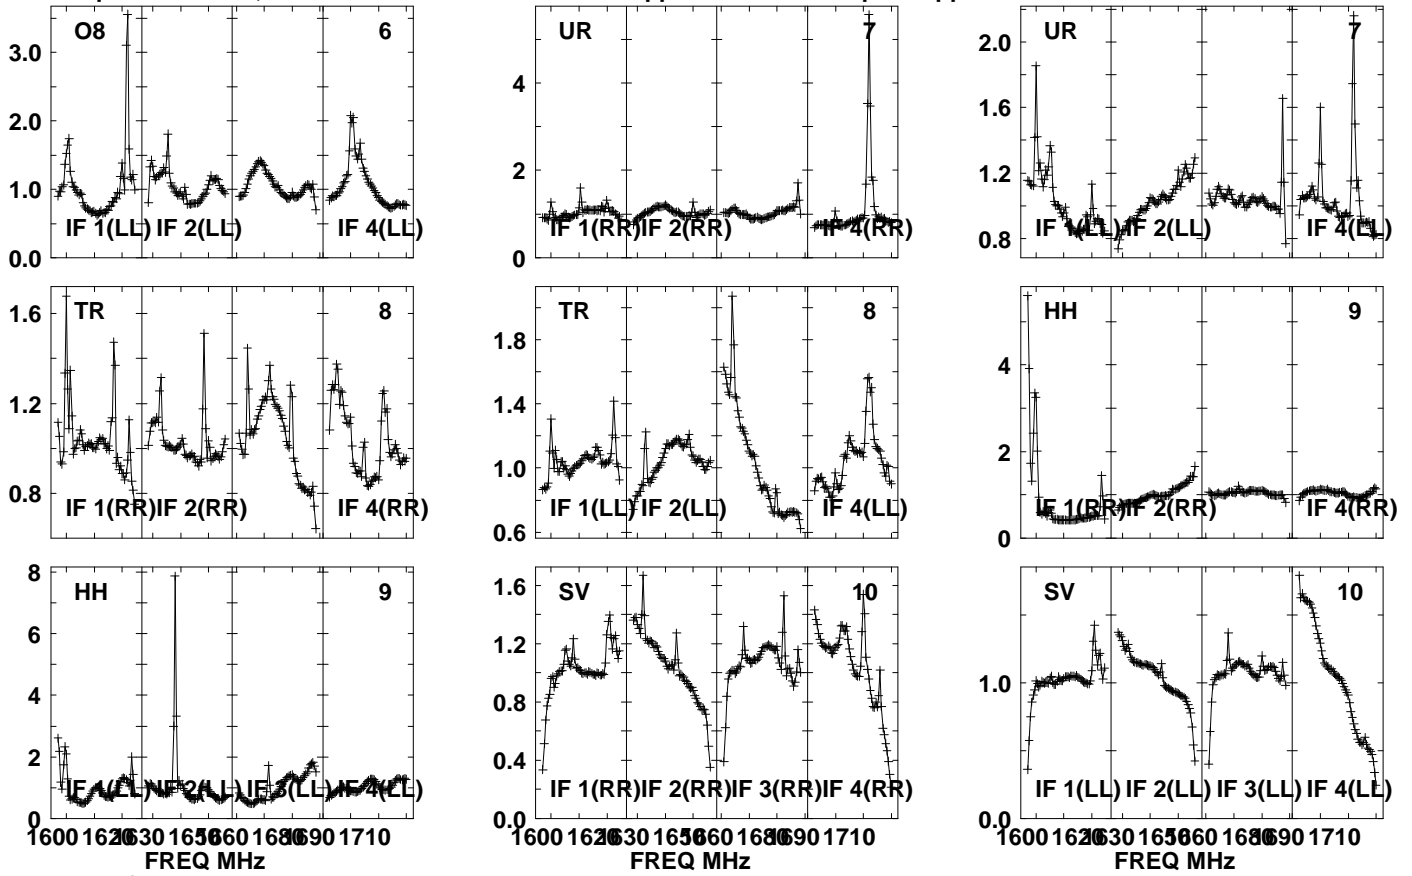 O8 6 UR 7 UR 7
3.0 2.0 1.0 0.0
4 2 0
2.0 1.6 1.2 0.8
IF 1(LL) IF 2(LL) IF 4(LL)
IF 1(RR) IF 2(RR) IF 4(RR)
IF 1(LL) IF 2(LL) IF 4(LL)
TR 8 TR 8 HH 9
1.6 1.2 0.8
1.8 1.4 1.0 0.6
4 2 0
IF 1(RR) IF 2(RR) IF 4(RR)
IF 1(LL) IF 2(LL) IF 4(LL)
IF 1(RR) IF 2(RR) IF 4(RR)
HH 9 SV 10 SV 10
8 6 4 2 0
1.6 1.2 0.8 0.4 0.0
1.0 0.0
IF 1(LL) IF 2(LL) IF 3(LL) IF 4(LL)
IF 1(RR) IF 2(RR) IF 3(RR) IF 4(RR)
IF 1(LL) IF 2(LL) IF 3(LL) IF 4(LL)
1600 1620 1630 1650 1660 1680 1690 1710
1600 1620 1630 1650 1660 1680 1690 1710
1600 1620 1630 1650 1660 1680 1690 1710
FREQ MHz FREQ MHz FREQ MHz